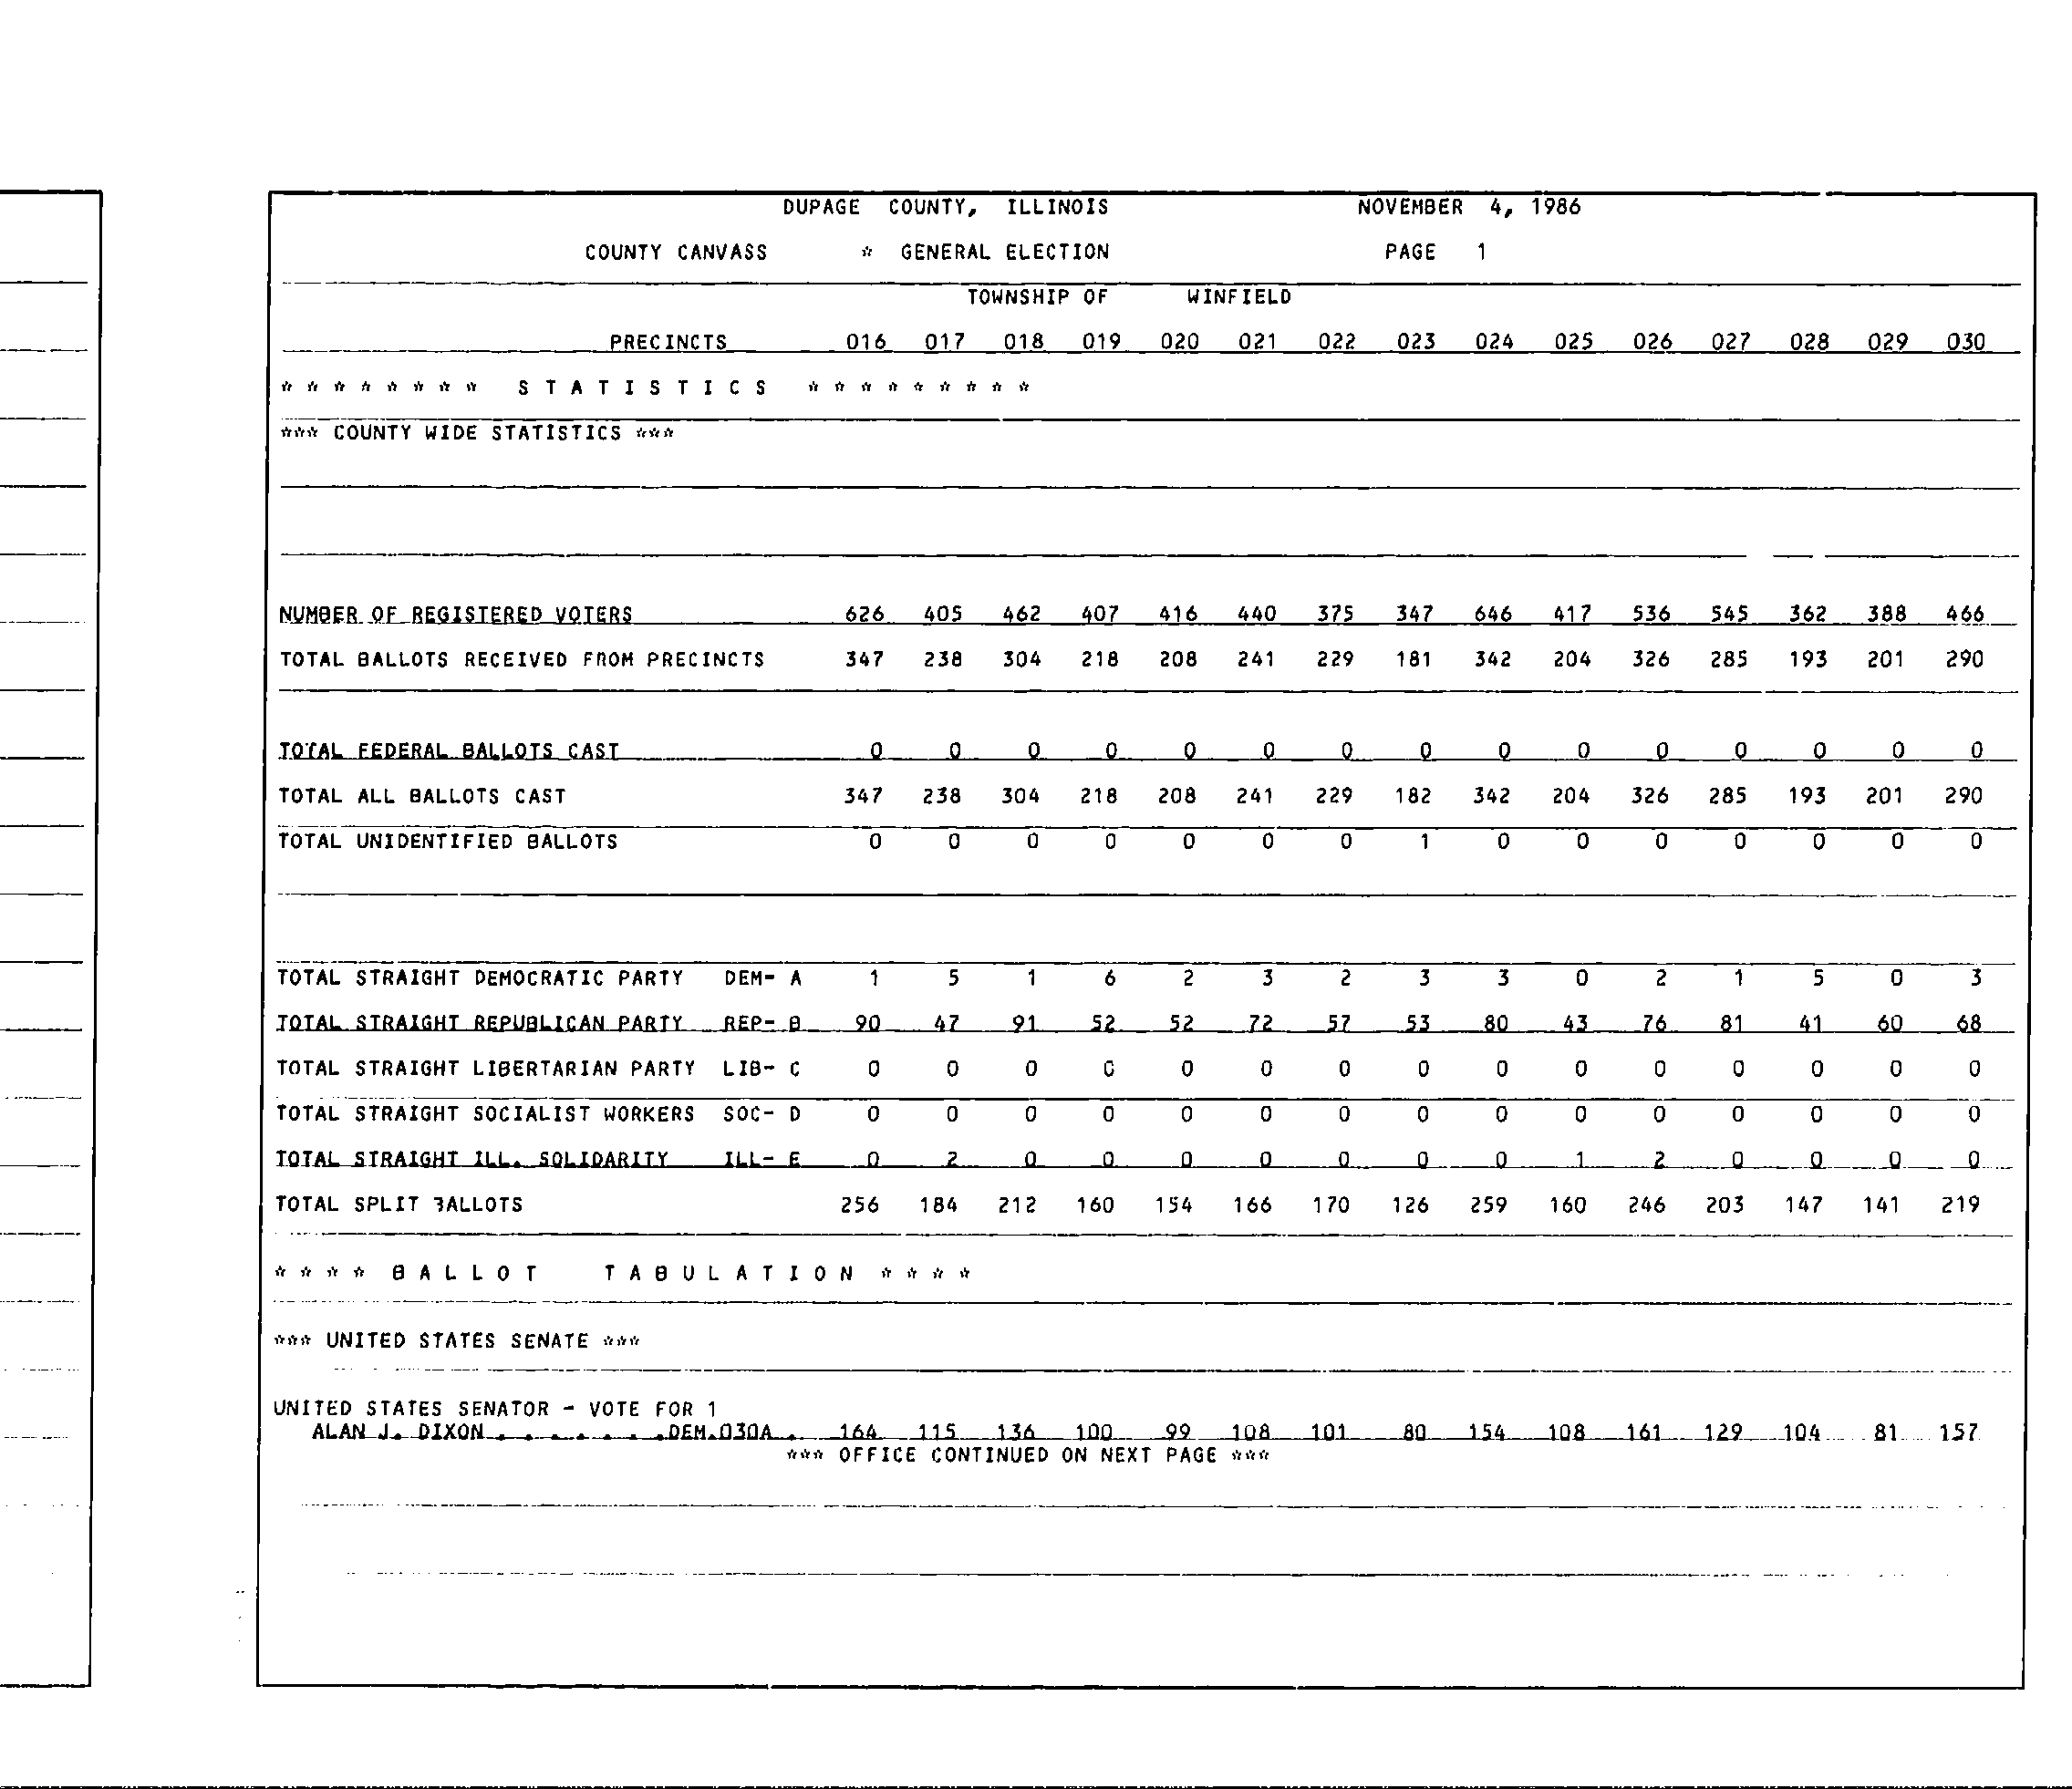 DUPAGE COUNTY, ILLINOIS NOVEMBER 4, 1986
COUNTY CANVASS * GENERAL ELECTION PAGE 1
TOWNSHIP OF WINFIELD
PRECINCTS 016 017 018 019 020 021 022 023 024 025 026 027 028 029 030
* * * * * * * * S T A T I S T I C S * * * * * * * * *
*** COUNTY WIDE STATISTICS ***
NUMBER OF REGISTERED VOTERS 626 405 462 407 416 440 375 347 646 417 536 545 362 388 466
TOTAL BALLOTS RECEIVED FROM PRECINCTS 347 238 304 218 208 241 229 181 342 204 326 285 193 201 290
TOTAL FEDERAL BALLOTS CAST 0 0 0 0 0 0 0 0 0 0 0 0 0 0 0
TOTAL ALL BALLOTS CAST 347 238 304 218 208 241 229 182 342 204 326 285 193 201 290
TOTAL UNIDENTIFIED BALLOTS 0 0 0 0 0 0 0 1 0 0 0 0 0 0 0
TOTAL STRAIGHT DEMOCRATIC PARTY DEM- A 1 5 1 6 2 3 2 3 3 0 2 1 5 0 3
TOTAL STRAIGHT REPUBLICAN PARTY REP- B 90 47 91 52 52 72 57 53 80 43 76 81 41 60 68
TOTAL STRAIGHT LIBERTARIAN PARTY LIB- C 0 0 0 0 0 0 0 0 0 0 0 0 0 0 0
TOTAL STRAIGHT SOCIALIST WORKERS SOC- D 0 0 0 0 0 0 0 0 0 0 0 0 0 0 0
TOTAL STRAIGHT ILL. SOLIDARITY ILL- E 0 2 0 0 0 0 0 0 0 1 2 0 0 0 0
TOTAL SPLIT BALLOTS 256 184 212 160 154 166 170 126 259 160 246 203 147 141 219
* * * * B A L L O T T A B U L A T I O N * * * *
*** UNITED STATES SENATE ***
UNITED STATES SENATOR - VOTE FOR 1
ALAN J. DIXON . . . . . . . .DEM.030A . 164 115 136 100 99 108 101 80 154 108 161 129 104 81 157
*** OFFICE CONTINUED ON NEXT PAGE ***